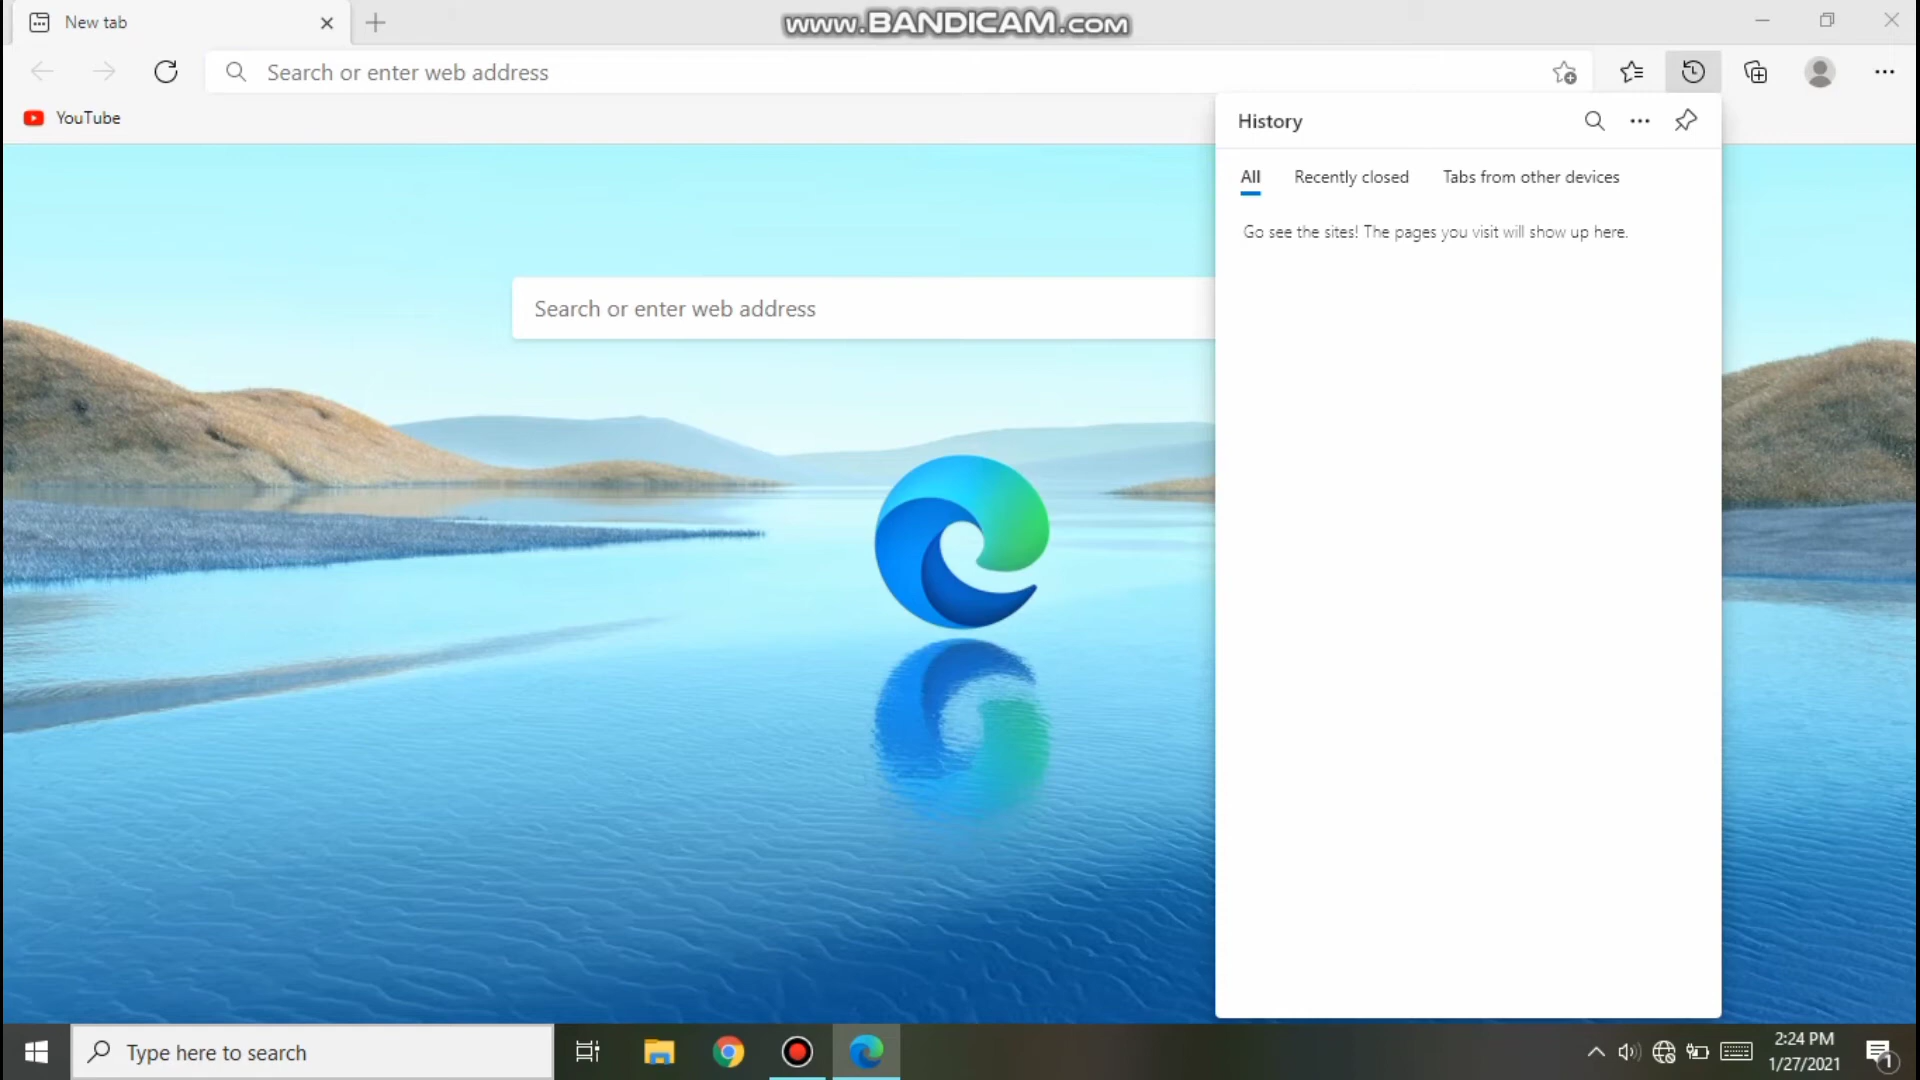 New tab
www.BANDICAM.com
Search or enter web address
YouTube
History
All
Recently closed
Tabs from other devices
Go see the sites! The pages you visit will show up here.
Search or enter web address
Type here to search
2:24 PM
1/27/2021
1